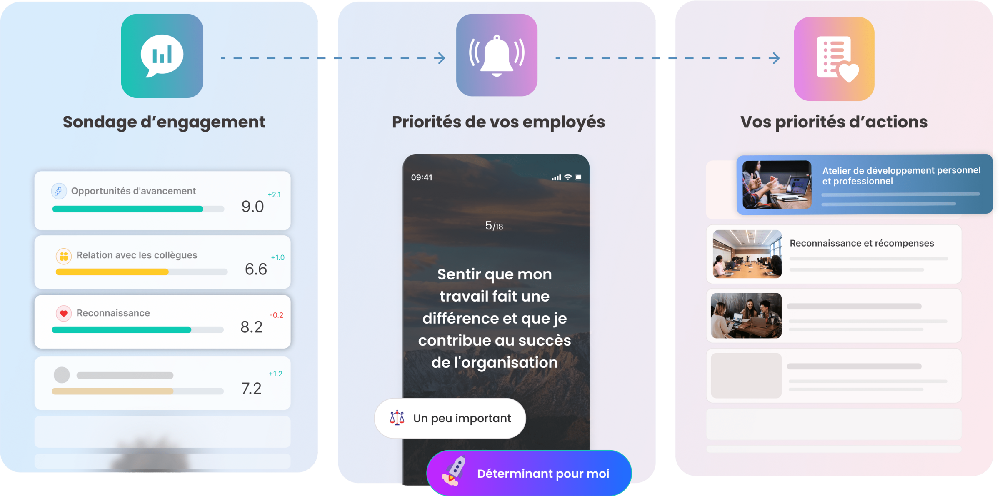 Sondage d’engagement
Opportunités d'avancement
+2.1
9.0
Relation avec les collègues
+1.0
6.6
Reconnaissance
-0.2
8.2
+1.2
7.2
Priorités de vos employés
09:41
5/18
Sentir que mon
travail fait une
différence et que je
contribue au succès
de l'organisation
Un peu important
Déterminant pour moi
Vos priorités d’actions
Atelier de développement personnel
et professionnel
Reconnaissance et récompenses